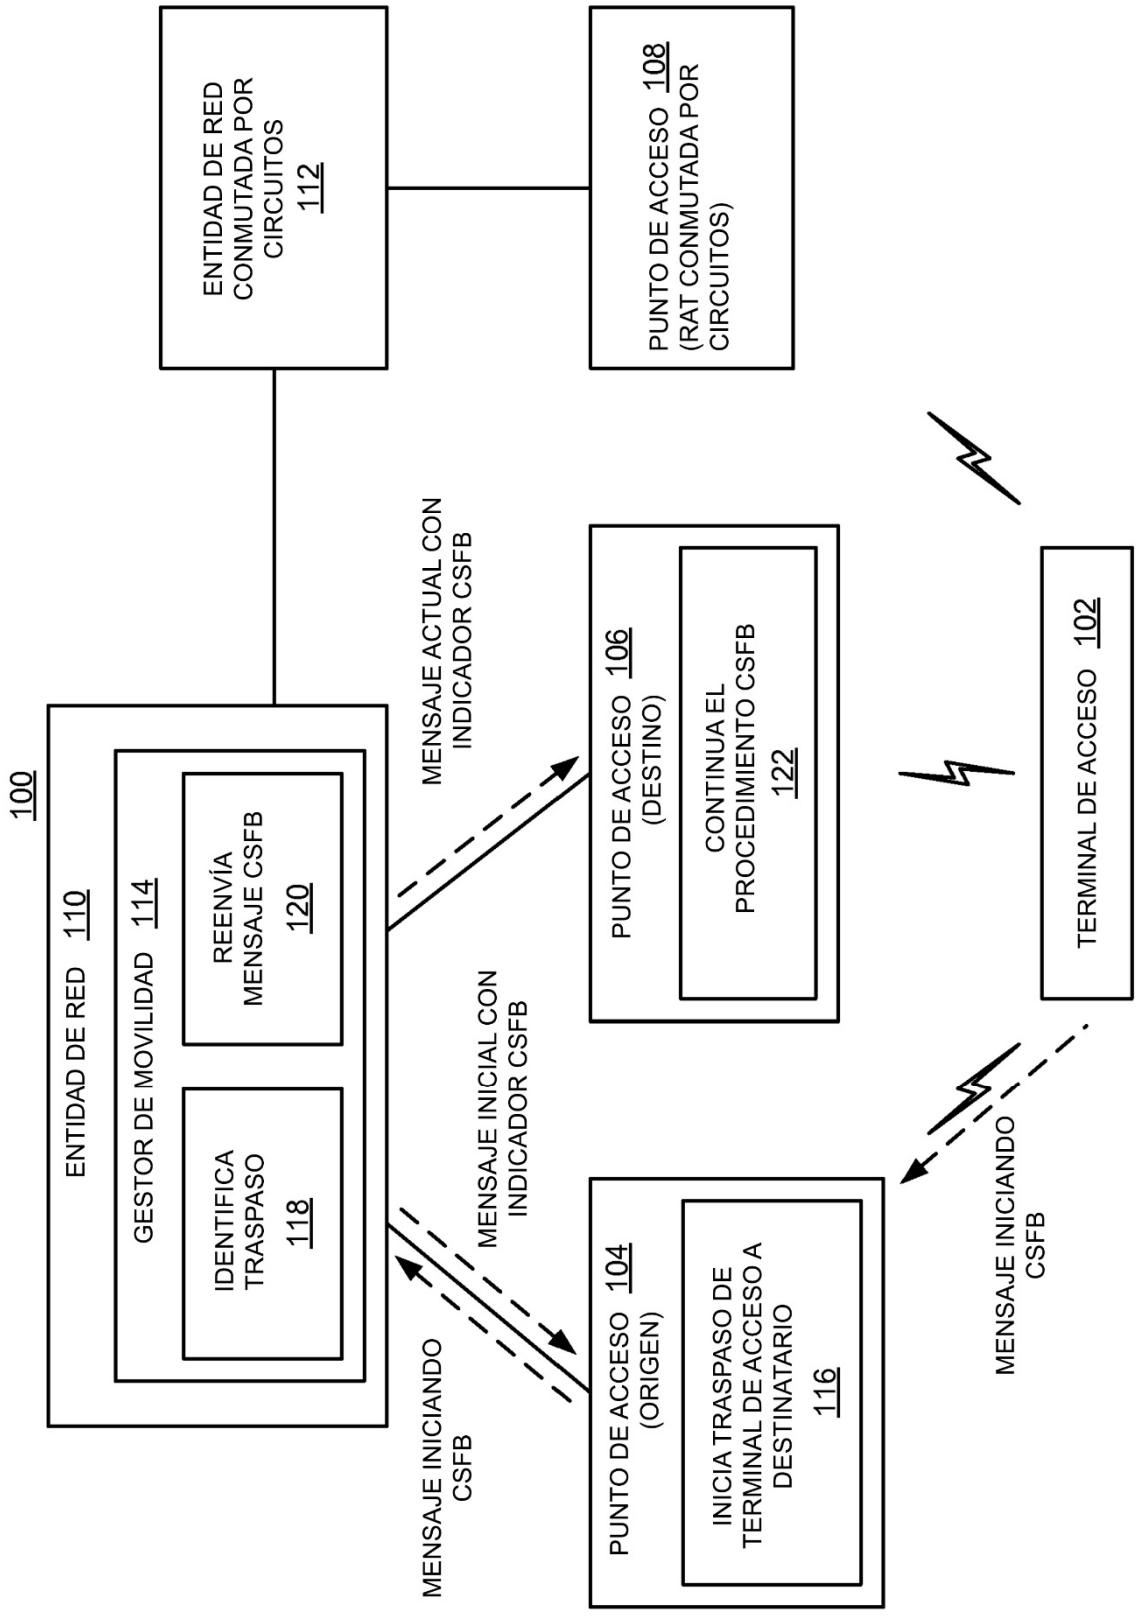 100
ENTIDAD DE RED 110
GESTOR DE MOVILIDAD 114
IDENTIFICA
TRASPASO
118
REENVÍA
MENSAJE CSFB
120
ENTIDAD DE RED
CONMUTADA POR
CIRCUITOS
112
MENSAJE INICIANDO
CSFB
MENSAJE INICIAL CON
INDICADOR CSFB
MENSAJE ACTUAL CON
INDICADOR CSFB
PUNTO DE ACCESO 104
(ORIGEN)
INICIA TRASPASO DE
TERMINAL DE ACCESO A
DESTINATARIO
116
PUNTO DE ACCESO 106
(DESTINO)
CONTINUA EL
PROCEDIMIENTO CSFB
122
PUNTO DE ACCESO 108
(RAT CONMUTADA POR
CIRCUITOS)
MENSAJE INICIANDO
CSFB
TERMINAL DE ACCESO 102